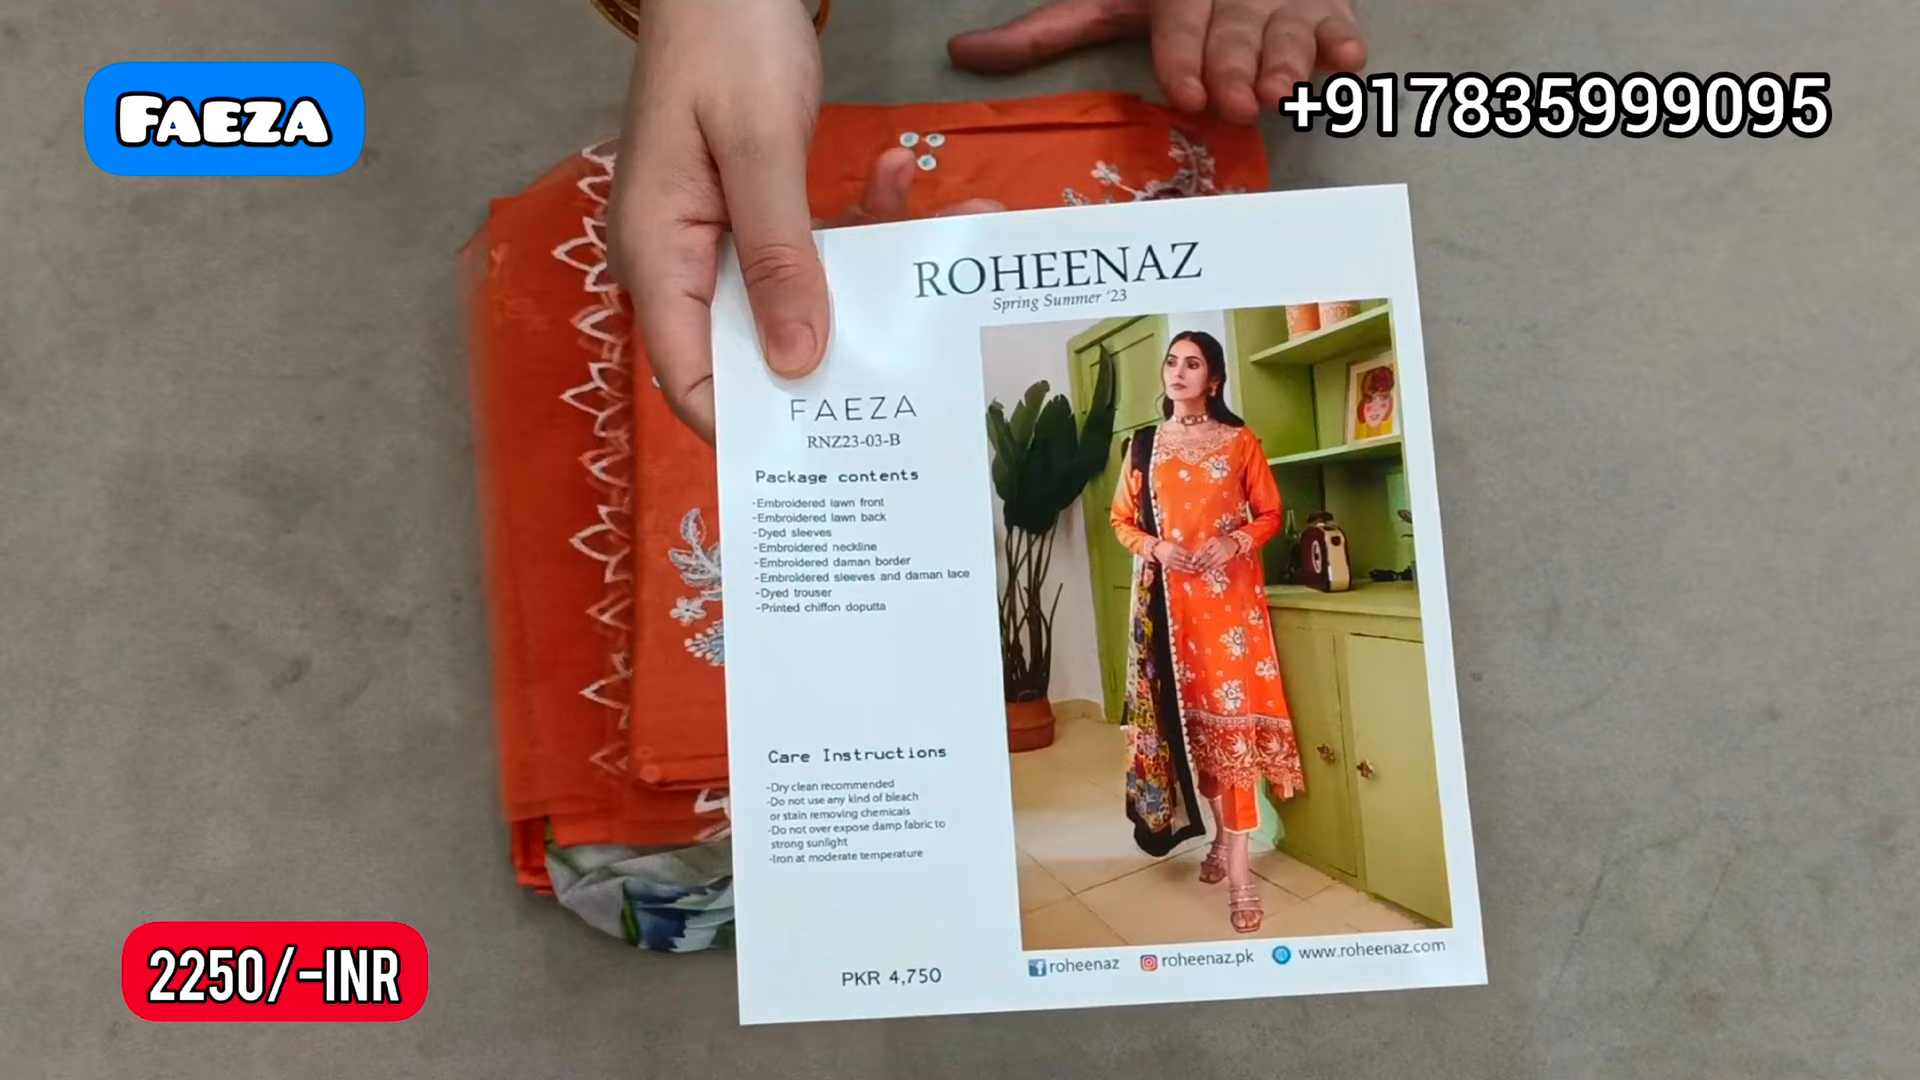 FAEZA
+917835999095
ROHEENAZ
Spring Summer '23
FAEZA
RNZ23-03-B
Package contents
-Embroidered lawn front
-Embroidered lawn back
-Dyed sleeves
-Embroidered neckline
-Embroidered daman border
-Embroidered sleeves and daman lace
-Dyed trouser
-Printed chiffon doputta
Care Instructions
-Dry clean recommended
-Do not use any kind of bleach
or stain removing chemicals
-Do not over expose damp fabric to
strong sunlight
-Iron at moderate temperature
PKR 4,750
roheenaz roheenaz.pk www.roheenaz.com
2250/-INR